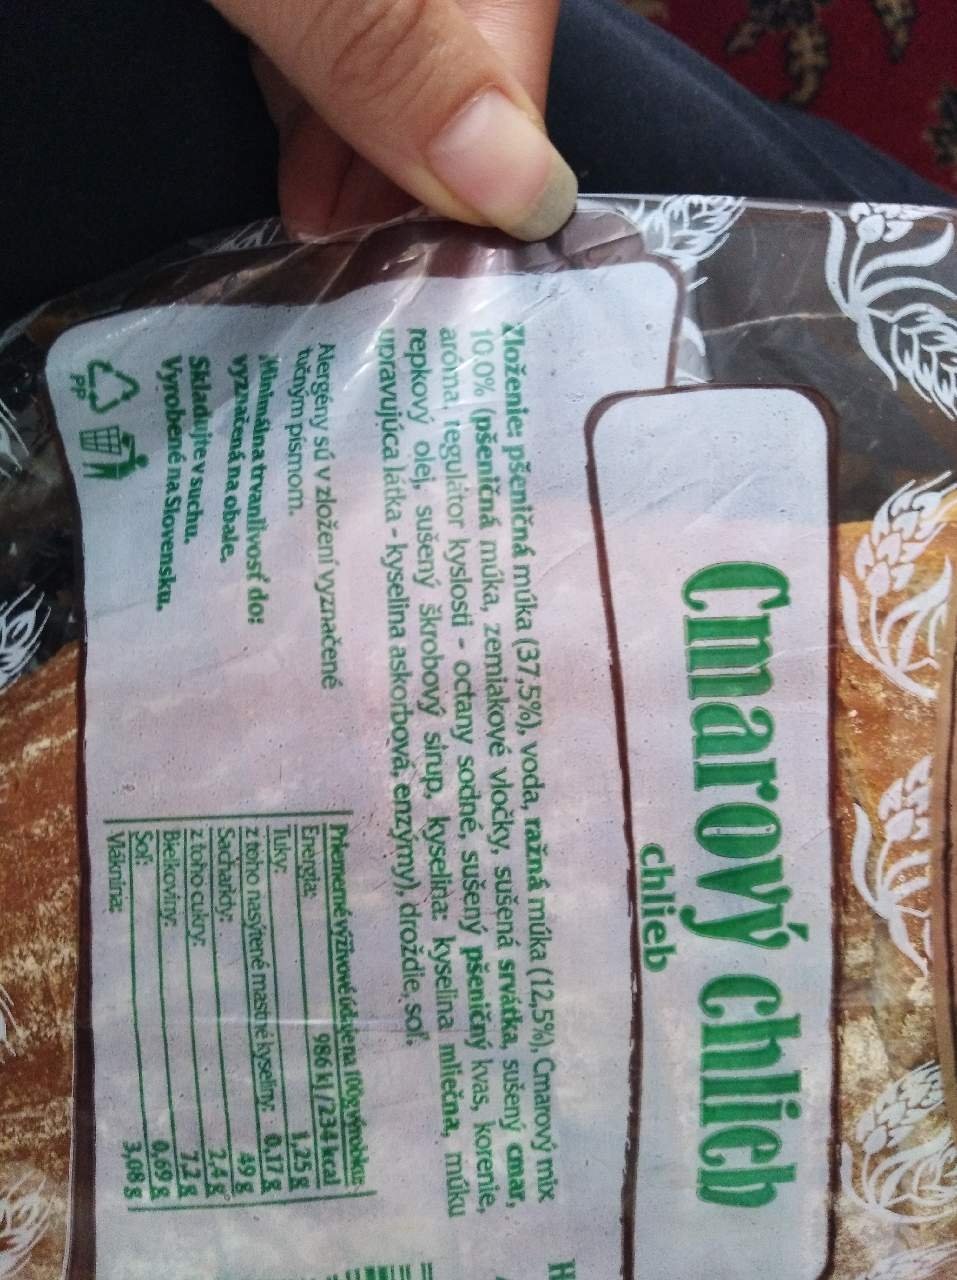 Cmarový chlieb
chlieb
Zloženie: pšeničná múka (37,5%), voda, ražná múka (12,5%), Cmarový mix
10,0% (pšeničná múka, zemiakové vločky, sušená srvátka, sušený cmar,
aróma, regulátor kyslosti - octany sodné, sušený pšeničný kvas, korenie,
repkový olej, sušený škrobový sirup, kyselina: kyselina mliečna, múku
upravujúca látka - kyselina askorbová, enzýmy), droždie, soľ.
Alergény sú v zložení vyznačené
tučným písmom.
Minimálna trvanlivosť do:
vyznačená na obale.
Skladujte v suchu.
Vyrobené na Slovensku.
PP
Priemerné výživové údaje na 100g výrobku:
Energia: 986 kJ / 234 kcal
Tuky: 1,25 g
z toho nasýtené mastné kyseliny: 0,17 g
Sacharidy: 49 g
z toho cukry: 2,4 g
Bielkoviny: 7,2 g
Soľ: 0,69 g
Vláknina: 3,08 g